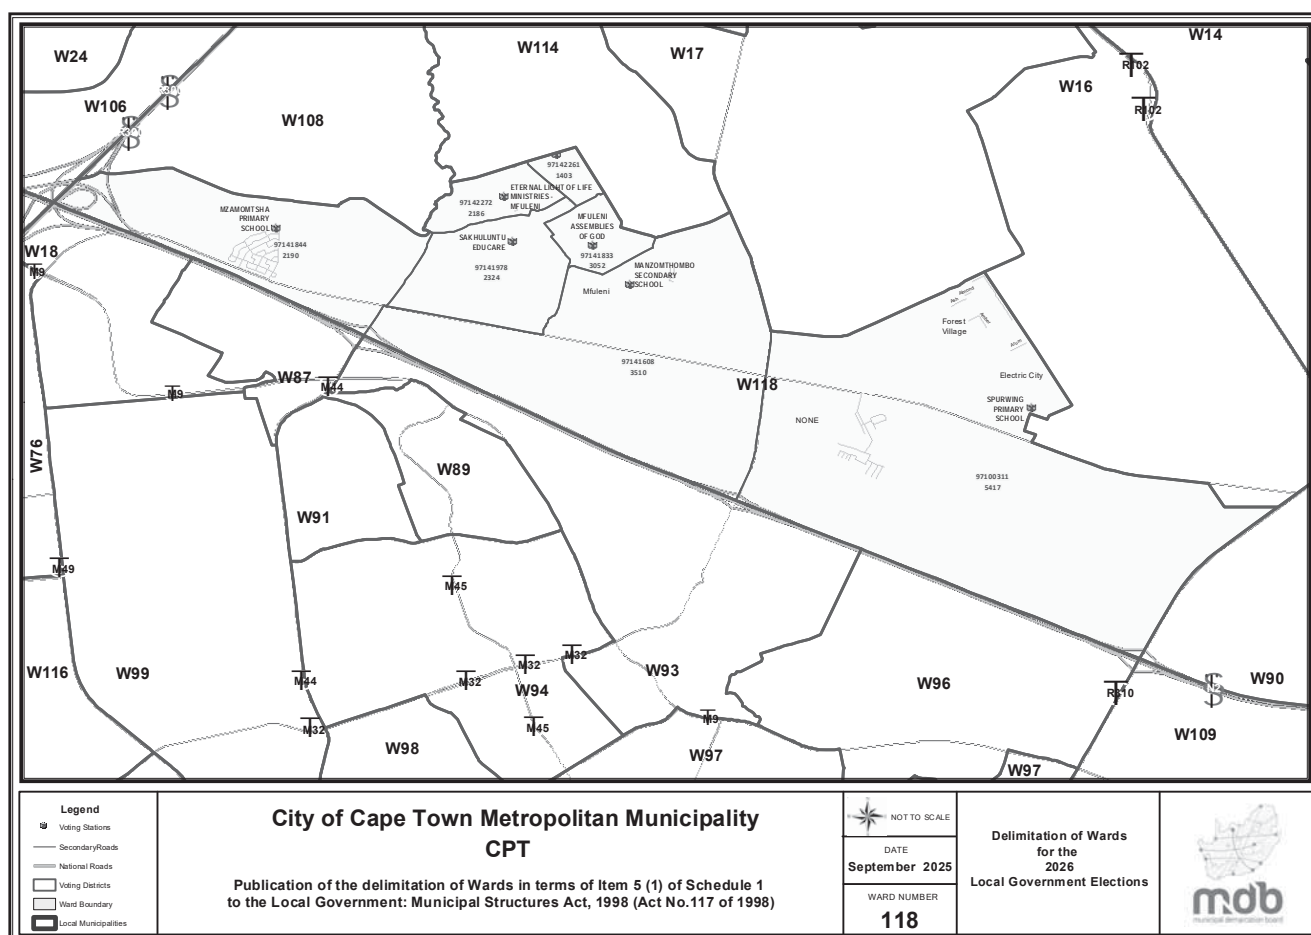 W24
W114
W17
W14
R102
W16
R102
W106
W108
97142261
1403
ETERNAL LIGHT OF LIFE
MINISTRIES -
MFULENI
97142272
2186
MZAMOMTSHA
PRIMARY
SCHOOL
97141844
2190
SAKHULUNTU
EDUCARE
97141978
2324
MFULENI
ASSEMBLIES
OF GOD
97141833
3052
MANZOMTHOMBO
SECONDARY
SCHOOL
Mfuleni
W18
M9
Forest
Village
Electric City
SPURWING
PRIMARY
SCHOOL
97141608
3510
W118
NONE
97100311
5417
W87
M44
M9
W76
W89
W91
M49
M45
W116
W99
M44
M32
M32
M32
W94
M45
M32
W93
M9
W98
W97
W96
R310
N2
W90
W109
W97
Legend
Voting Stations
SecondaryRoads
National Roads
Voting Districts
Ward Boundary
Local Municipalities
City of Cape Town Metropolitan Municipality
CPT
Publication of the delimitation of Wards in terms of Item 5 (1) of Schedule 1
to the Local Government: Municipal Structures Act, 1998 (Act No.117 of 1998)
NOT TO SCALE
DATE
September 2025
WARD NUMBER
118
Delimitation of Wards
for the
2026
Local Government Elections
mdb
municipal demarcation board